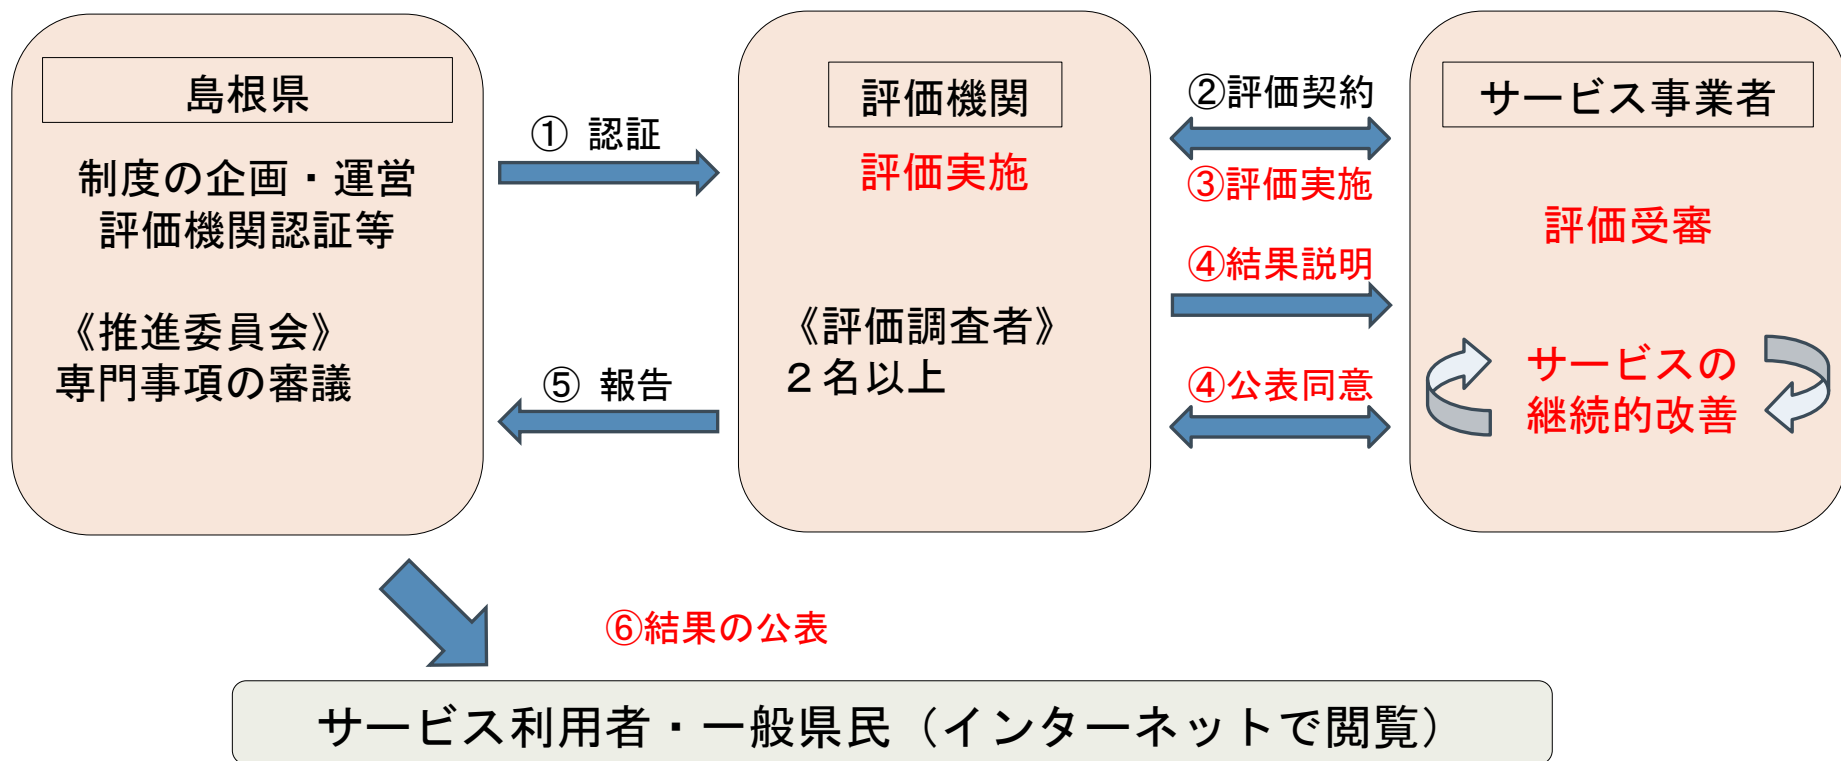 島根県
制度の企画・運営
評価機関認証等
《推進委員会》
専門事項の審議
① 認証
⑤ 報告
評価機関
評価実施
《評価調査者》
２名以上
②評価契約
③評価実施
④結果説明
④公表同意
サービス事業者
評価受審
サービスの
継続的改善
⑥結果の公表
サービス利用者・一般県民（インターネットで閲覧）